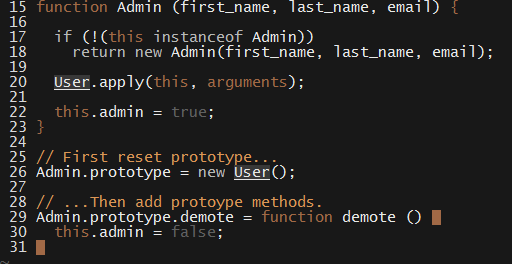 15 function Admin (first_name, last_name, email) {
16
17   if (!(this instanceof Admin))
18     return new Admin(first_name, last_name, email);
19
20   User.apply(this, arguments);
21
22   this.admin = true;
23 }
24
25 // First reset prototype...
26 Admin.prototype = new User();
27
28 // ...Then add protoype methods.
29 Admin.prototype.demote = function demote ()
30   this.admin = false;
31
~